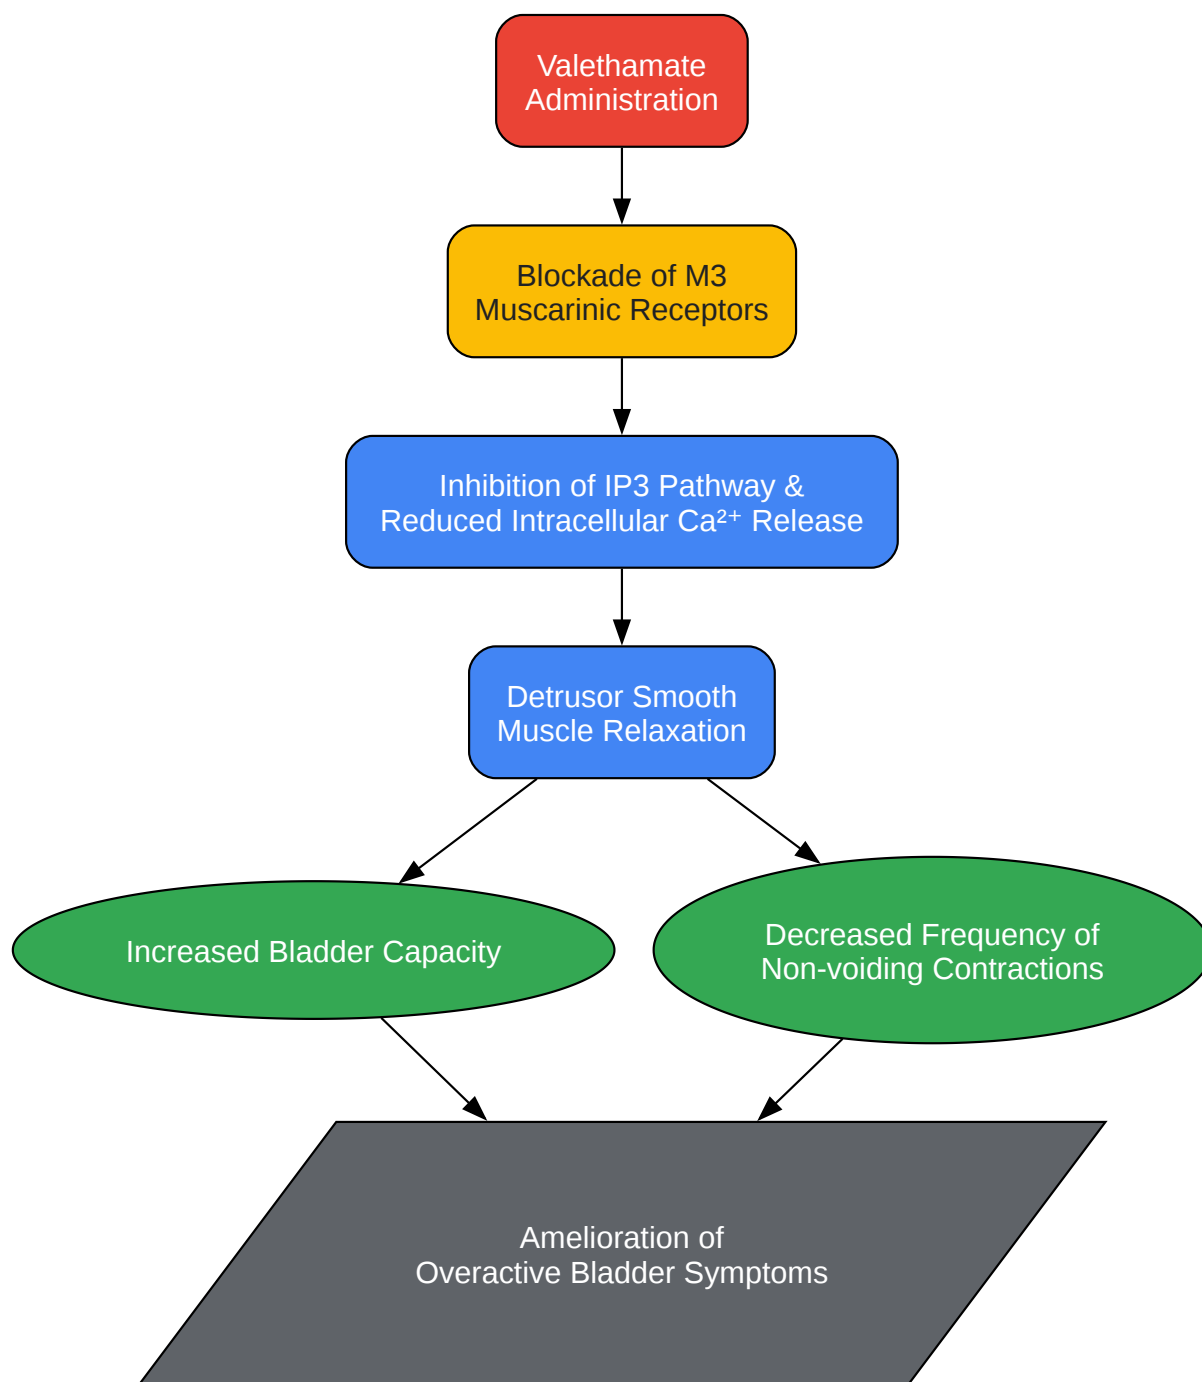 Valethamate
Administration
Blockade of M3
Muscarinic Receptors
Inhibition of IP3 Pathway &
Reduced Intracellular Ca²⁺ Release
Detrusor Smooth
Muscle Relaxation
Increased Bladder Capacity
Decreased Frequency of
Non-voiding Contractions
Amelioration of
Overactive Bladder Symptoms